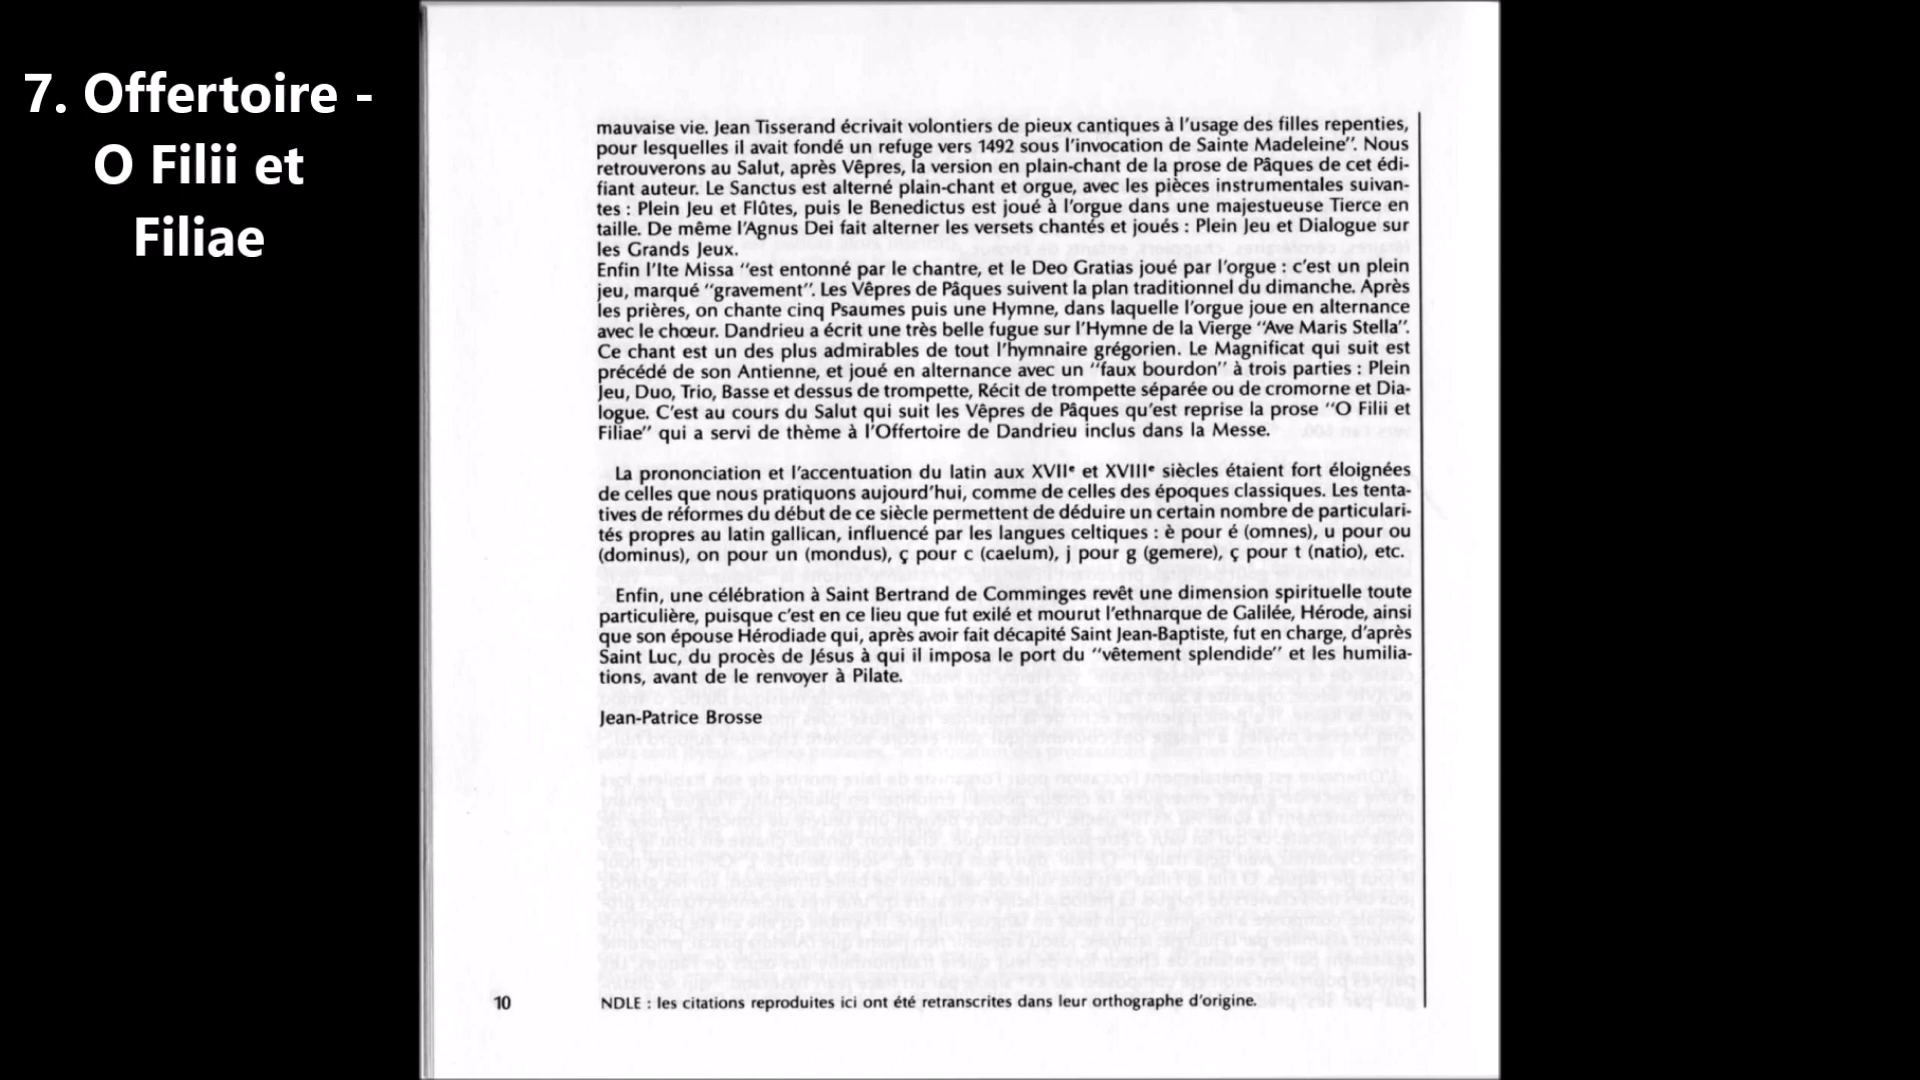 7. Offertoire -
O Filii et
Filiae
mauvaise vie. Jean Tisserand écrivait volontiers de pieux cantiques à l'usage des filles repenties,
pour lesquelles il avait fondé un refuge vers 1492 sous l'invocation de Sainte Madeleine". Nous
retrouverons au Salut, après Vêpres, la version en plain-chant de la prose de Pâques de cet édi-
fiant auteur. Le Sanctus est alterné plain-chant et orgue, avec les pièces instrumentales suivan-
tes : Plein Jeu et Flûtes, puis le Benedictus est joué à l'orgue dans une majestueuse Tierce en
taille. De même l'Agnus Dei fait alterner les versets chantés et joués : Plein Jeu et Dialogue sur
les Grands Jeux.
Enfin l'Ite Missa "est entonné par le chantre, et le Deo Gratias joué par l'orgue : c'est un plein
jeu, marqué "gravement". Les Vêpres de Pâques suivent la plan traditionnel du dimanche. Après
les prières, on chante cinq Psaumes puis une Hymne, dans laquelle l'orgue joue en alternance
avec le chœur. Dandrieu a écrit une très belle fugue sur l'Hymne de la Vierge "Ave Maris Stella".
Ce chant est un des plus admirables de tout l'hymnaire grégorien. Le Magnificat qui suit est
précédé de son Antienne, et joué en alternance avec un "faux bourdon" à trois parties : Plein
Jeu, Duo, Trio, Basse et dessus de trompette, Récit de trompette séparée ou de cromorne et Dia-
logue. C'est au cours du Salut qui suit les Vêpres de Pâques qu'est reprise la prose "O Filii et
Filiae" qui a servi de thème à l'Offertoire de Dandrieu inclus dans la Messe.
La prononciation et l'accentuation du latin aux XVIIe et XVIIIe siècles étaient fort éloignées
de celles que nous pratiquons aujourd'hui, comme de celles des époques classiques. Les tenta-
tives de réformes du début de ce siècle permettent de déduire un certain nombre de particulari-
tés propres au latin gallican, influencé par les langues celtiques : è pour é (omnes), u pour ou
(dominus), on pour un (mondus), ç pour c (caelum), j pour g (gemere), ç pour t (natio), etc.
Enfin, une célébration à Saint Bertrand de Comminges revêt une dimension spirituelle toute
particulière, puisque c'est en ce lieu que fut exilé et mourut l'ethnarque de Galilée, Hérode, ainsi
que son épouse Hérodiade qui, après avoir fait décapité Saint Jean-Baptiste, fut en charge, d'après
Saint Luc, du procès de Jésus à qui il imposa le port du "vêtement splendide" et les humilia-
tions, avant de le renvoyer à Pilate.
Jean-Patrice Brosse
10
NDLE : les citations reproduites ici ont été retranscrites dans leur orthographe d'origine.